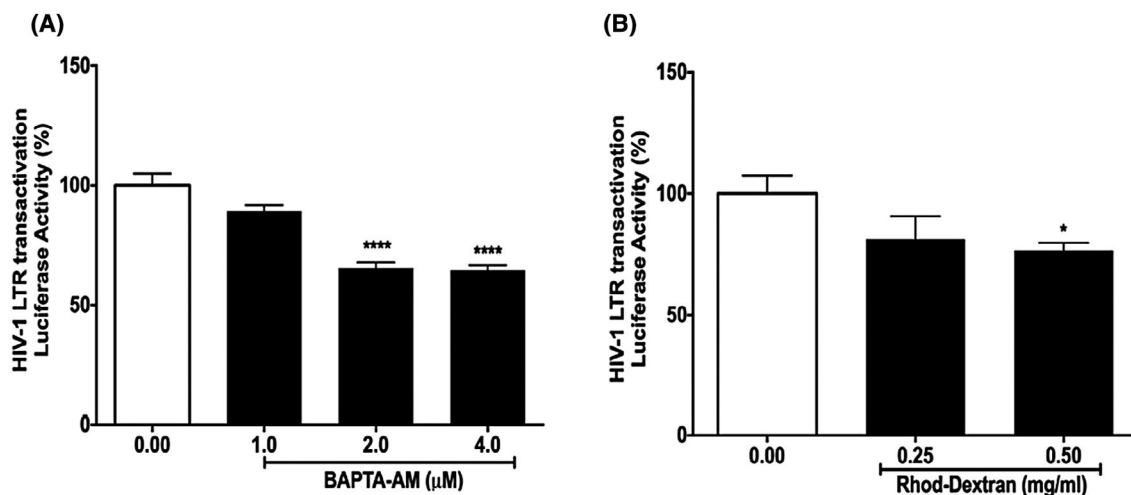 (A)
HIV-1 LTR transactivation
Luciferase Activity (%)
150
100
50
0
****
****
0.00 1.0 2.0 4.0
BAPTA-AM (μM)
(B)
HIV-1 LTR transactivation
Luciferase Activity (%)
150
100
50
0
*
0.00 0.25 0.50
Rhod-Dextran (mg/ml)